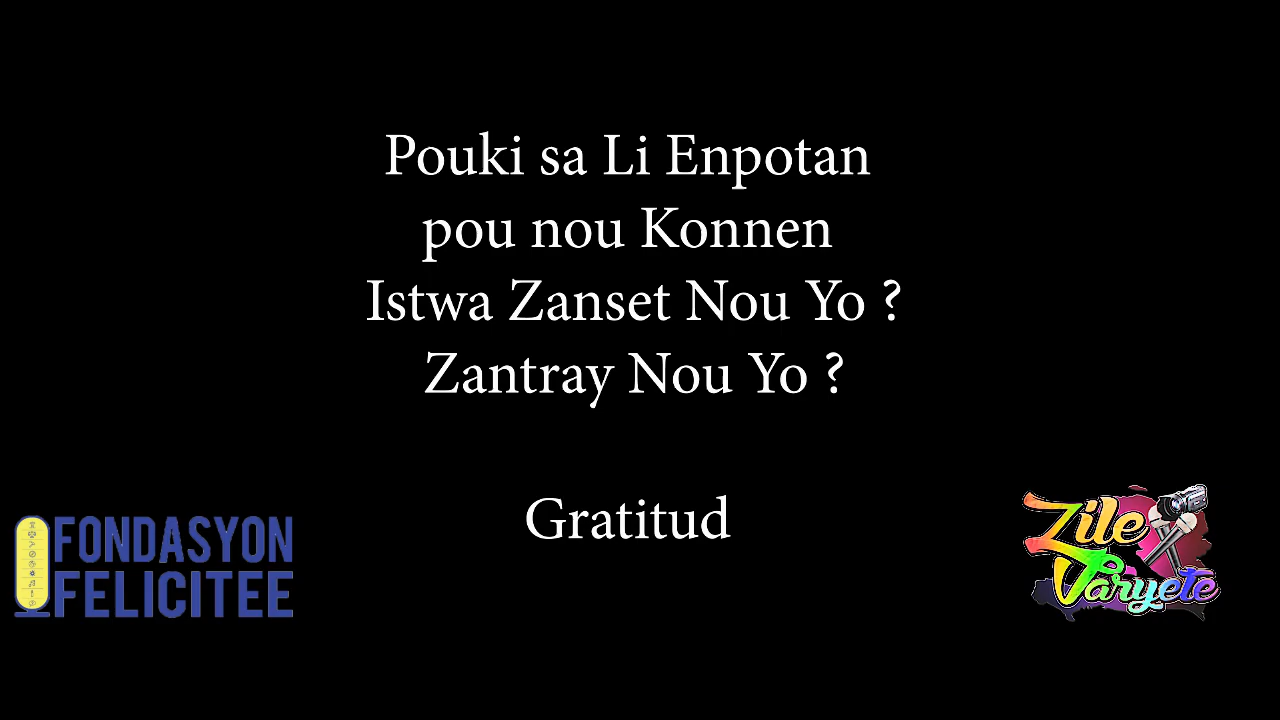 Pouki sa Li Enpotan
pou nou Konnen
Istwa Zanset Nou Yo ?
Zantray Nou Yo ?
Gratitud
FONDASYON
FELICITEE
Zile
Varyete